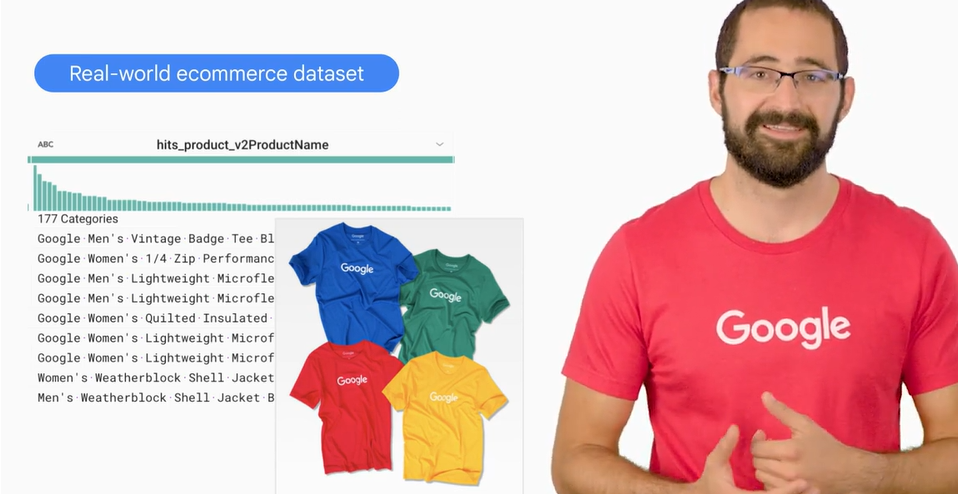 Real-world ecommerce dataset
ABC hits_product_v2ProductName
177 Categories
Google·Men's·Vintage·Badge·Tee·Bl
Google·Women's·1/4·Zip·Performanc
Google·Men's·Lightweight·Microfle
Google·Men's·Lightweight·Microfle
Google·Women's·Quilted·Insulated·
Google·Women's·Lightweight·Microf
Google·Women's·Lightweight·Microf
Women's·Weatherblock·Shell·Jacket
Men's·Weatherblock·Shell·Jacket·B
Google
Google
Google
Google
Google